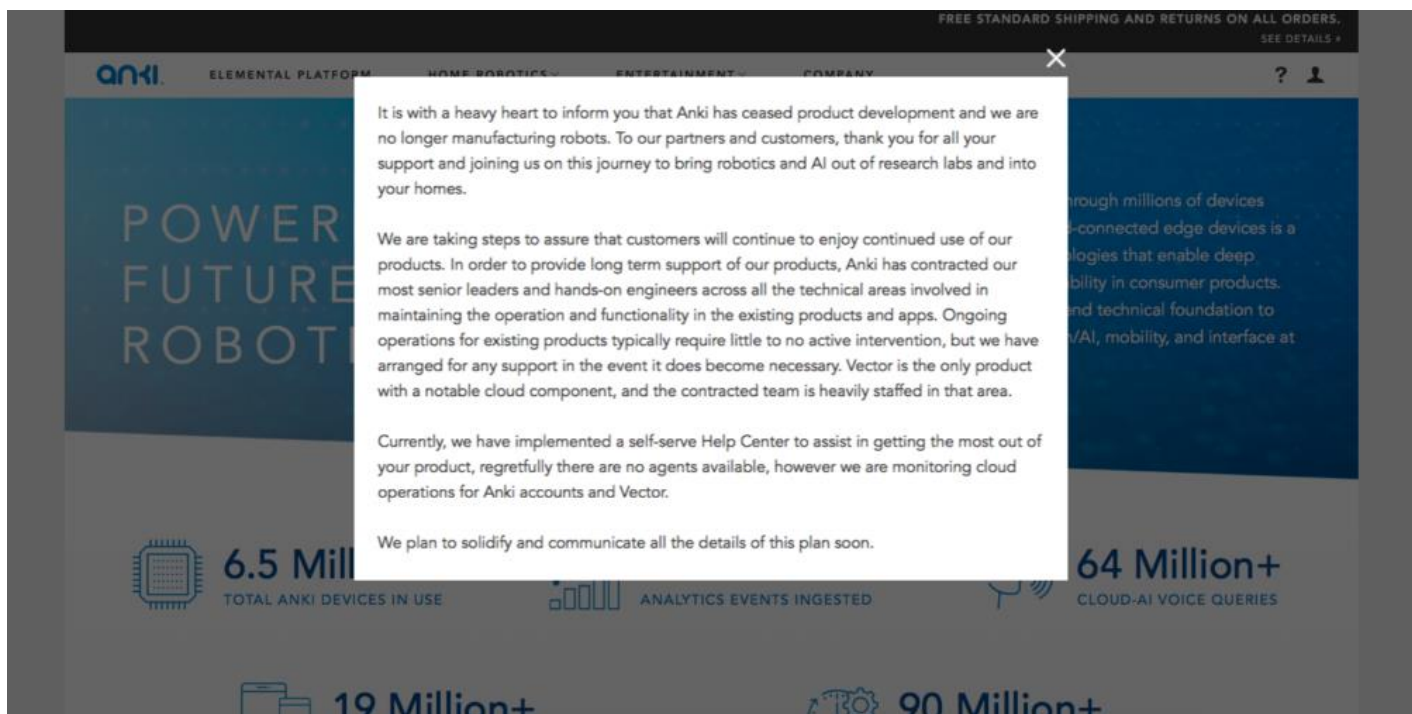 FREE STANDARD SHIPPING AND RETURNS ON ALL ORDERS.
SEE DETAILS »
ANKI.
ELEMENTAL PLATFORM
HOME ROBOTICS
ENTERTAINMENT
COMPANY
?
It is with a heavy heart to inform you that Anki has ceased product development and we are
no longer manufacturing robots. To our partners and customers, thank you for all your
support and joining us on this journey to bring robotics and AI out of research labs and into
your homes.
We are taking steps to assure that customers will continue to enjoy continued use of our
products. In order to provide long term support of our products, Anki has contracted our
most senior leaders and hands-on engineers across all the technical areas involved in
maintaining the operation and functionality in the existing products and apps. Ongoing
operations for existing products typically require little to no active intervention, but we have
arranged for any support in the event it does become necessary. Vector is the only product
with a notable cloud component, and the contracted team is heavily staffed in that area.
Currently, we have implemented a self-serve Help Center to assist in getting the most out of
your product, regretfully there are no agents available, however we are monitoring cloud
operations for Anki accounts and Vector.
We plan to solidify and communicate all the details of this plan soon.
POWER
FUTURE
ROBOT
millions of devices
-connected edge devices is a
that enable deep
in consumer products.
technical foundation to
/AI, mobility, and interface at
6.5 Mill
TOTAL ANKI DEVICES IN USE
ANALYTICS EVENTS INGESTED
64 Million+
CLOUD-AI VOICE QUERIES
19 Million+
90 Million+